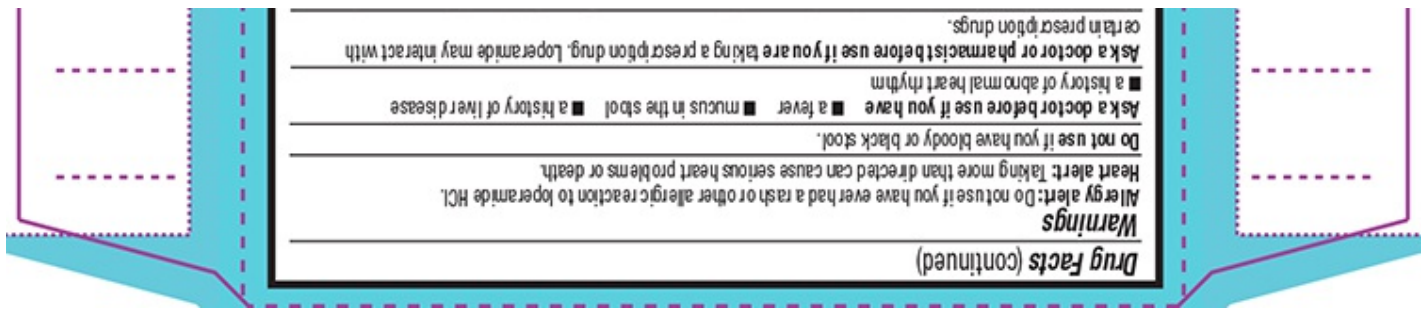 Drug Facts (continued)
Warnings
Allergy alert: Do not use if you have ever had a rash or other allergic reaction to loperamide HCl.
Heart alert: Taking more than directed can cause serious heart problems or death.
Do not use if you have bloody or black stool.
Ask a doctor before use if you have ■ a fever ■ mucus in the stool ■ a history of liver disease
■ a history of abnormal heart rhythm
Ask a doctor or pharmacist before use if you are taking a prescription drug. Loperamide may interact with
certain prescription drugs.